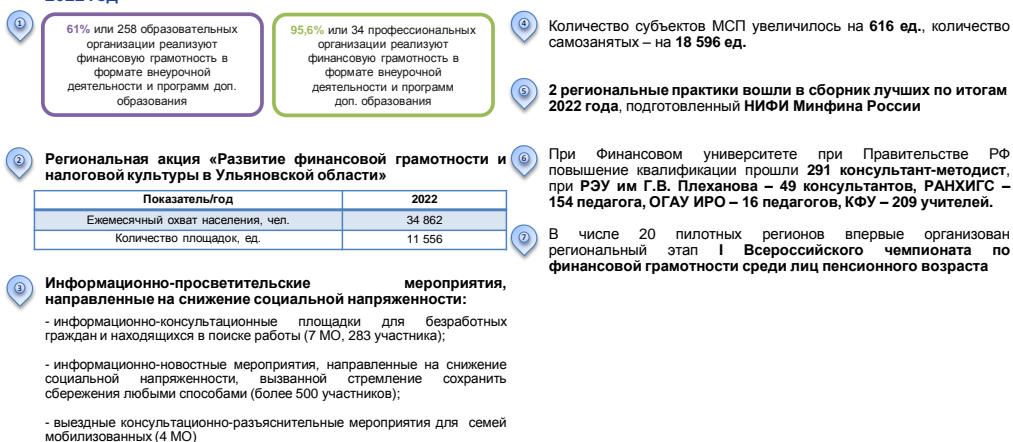 2022 год
1
61% или 258 образовательных
организации реализуют
финансовую грамотность в
формате внеурочной
деятельности и программ доп.
образования
95,6% или 34 профессиональных
организации реализуют
финансовую грамотность в
формате внеурочной
деятельности и программ
доп. образования
2
Региональная акция «Развитие финансовой грамотности и
налоговой культуры в Ульяновской области»
Показатель/год 2022
Ежемесячный охват населения, чел. 34 862
Количество площадок, ед. 11 556
3
Информационно-просветительские мероприятия,
направленные на снижение социальной напряженности:
- информационно-консультационные площадки для безработных
граждан и находящихся в поиске работы (7 МО, 283 участника);
- информационно-новостные мероприятия, направленные на снижение
социальной напряженности, вызванной стремление сохранить
сбережения любыми способами (более 500 участников);
- выездные консультационно-разъяснительные мероприятия для семей
мобилизованных (4 МО)
4
Количество субъектов МСП увеличилось на 616 ед., количество
самозанятых – на 18 596 ед.
5
2 региональные практики вошли в сборник лучших по итогам
2022 года, подготовленный НИФИ Минфина России
6
При Финансовом университете при Правительстве РФ
повышение квалификации прошли 291 консультант-методист,
при РЭУ им Г.В. Плеханова – 49 консультантов, РАНХИГС –
154 педагога, ОГАУ ИРО – 16 педагогов, КФУ – 209 учителей.
7
В числе 20 пилотных регионов впервые организован
региональный этап I Всероссийского чемпионата по
финансовой грамотности среди лиц пенсионного возраста